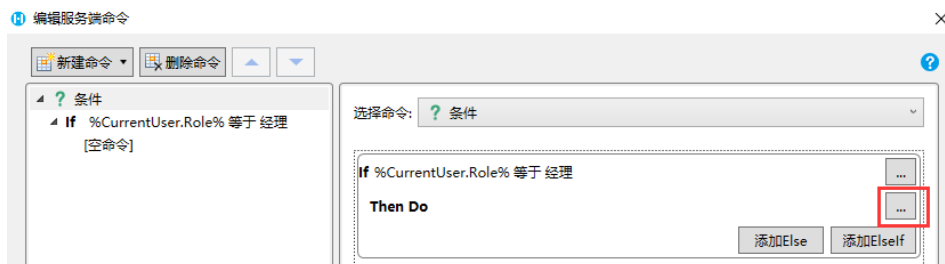 编辑服务端命令
新建命令 删除命令
条件
If %CurrentUser.Role% 等于 经理
[空命令]
选择命令: 条件
If %CurrentUser.Role% 等于 经理 ...
Then Do ...
添加Else 添加ElseIf